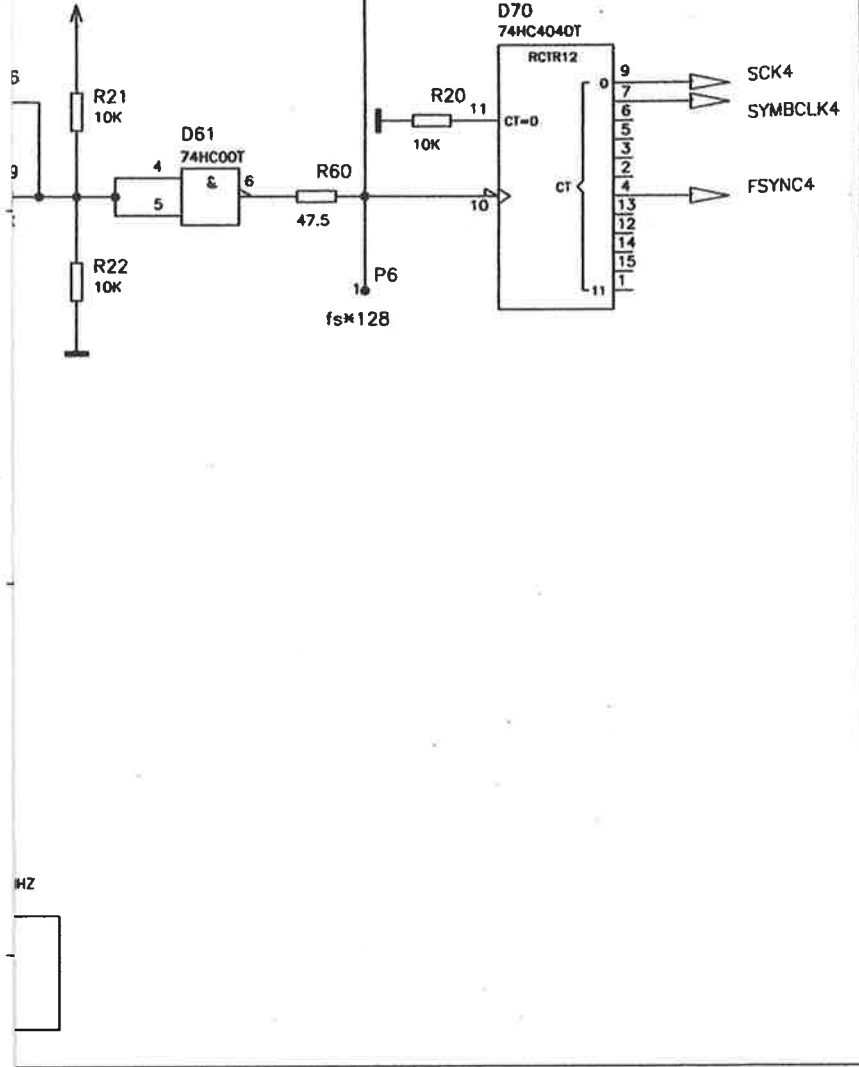 D70
74HC4040T
RCTR12
6
R21
10K
R20
11
CT=0
10K
0
9
7
6
5
3
2
4
13
12
14
15
1
SCK4
SYMBCLK4
FSYNC4
CT
11
10
D61
74HC00T
&
4
5
6
9
R60
47.5
R22
10K
1
P6
fs*128
HZ